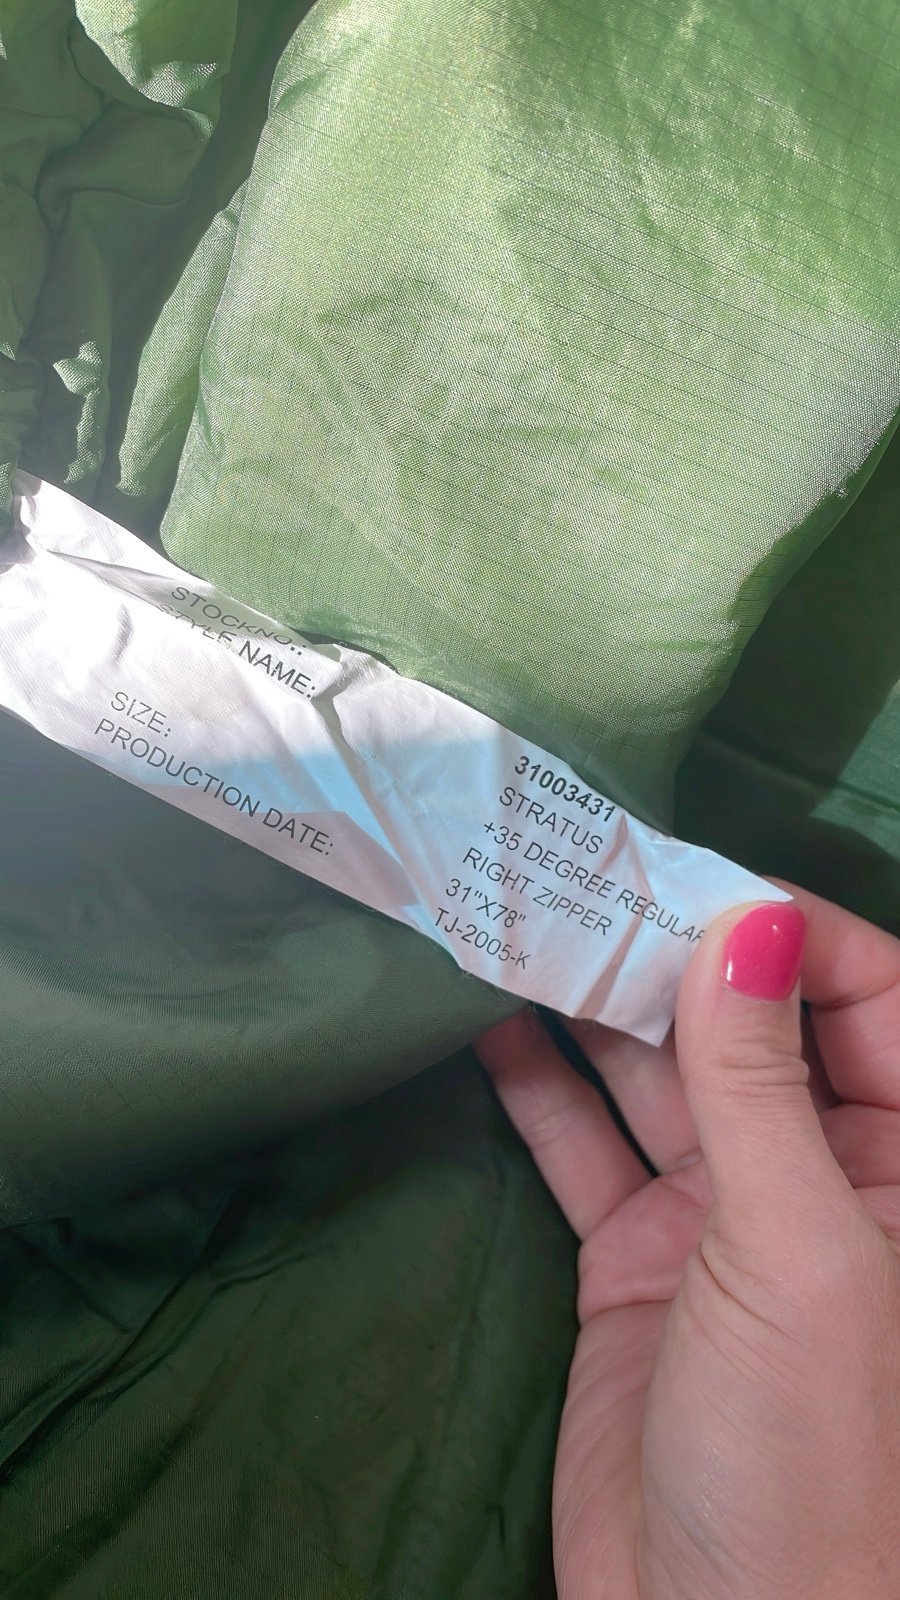 STOCKNO.: 31003431
STYLE NAME: STRATUS
+35 DEGREE REGULAR
RIGHT ZIPPER
SIZE: 31"X78"
PRODUCTION DATE: TJ-2005-K